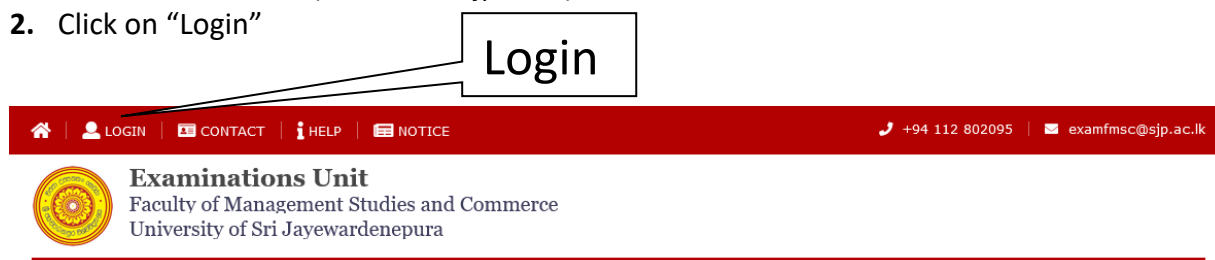 2. Click on “Login”
Login
LOGIN | CONTACT | HELP | NOTICE
+94 112 802095 | examfmsc@sjp.ac.lk
Examinations Unit
Faculty of Management Studies and Commerce
University of Sri Jayewardenepura